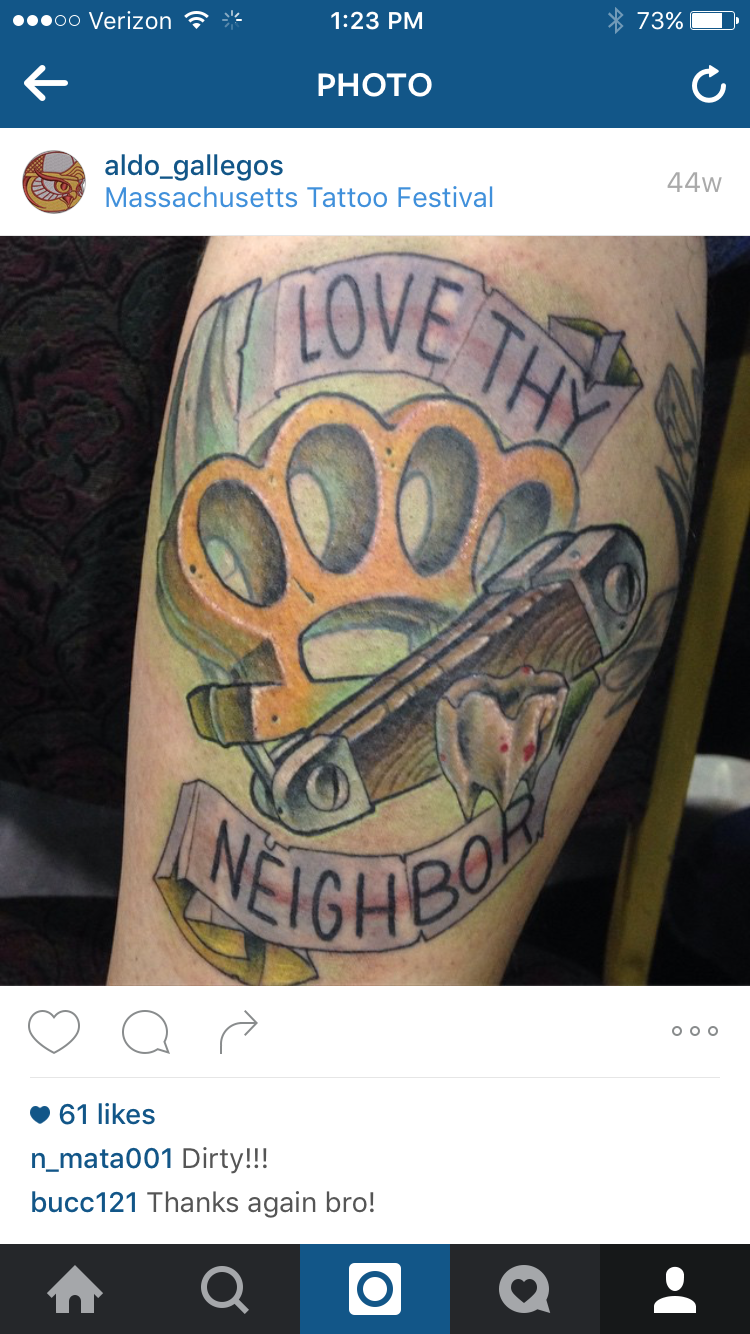 Verizon 1:23 PM 73%
PHOTO
aldo_gallegos
Massachusetts Tattoo Festival 44w
LOVE THY
NEIGHBOR
61 likes
n_mata001 Dirty!!!
bucc121 Thanks again bro!